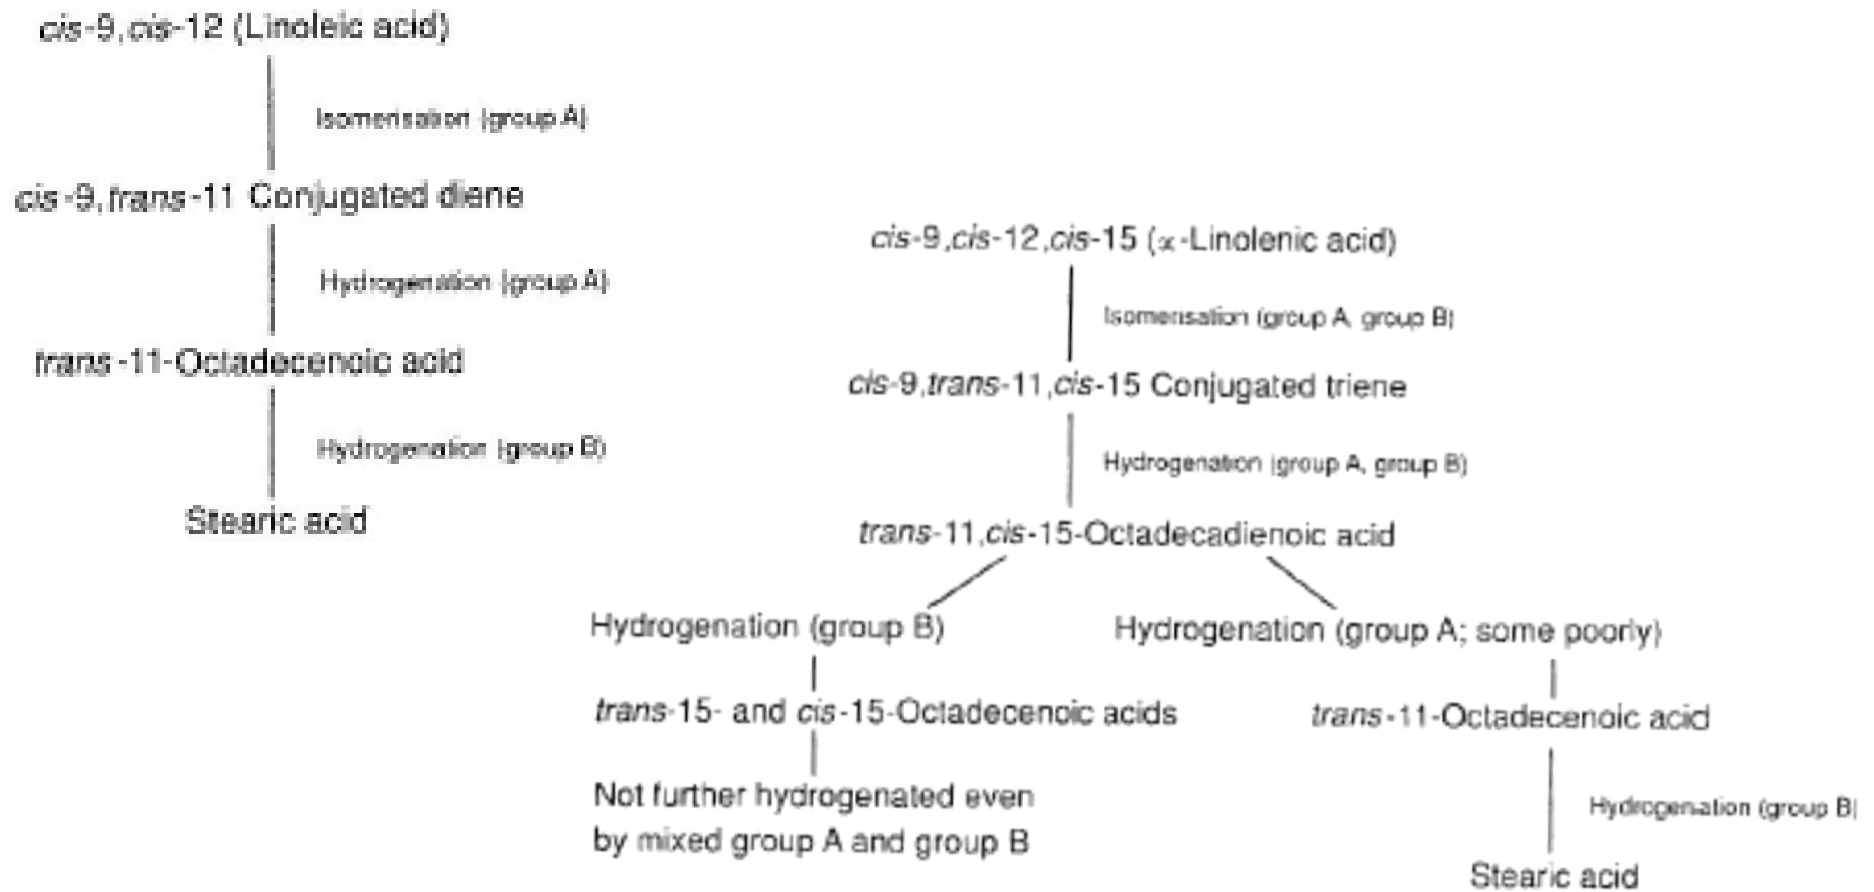 cis-9,cis-12 (Linoleic acid)
Isomerisation (group A)
cis-9,trans-11 Conjugated diene
Hydrogenation (group A)
trans-11-Octadecenoic acid
Hydrogenation (group B)
Stearic acid
cis-9,cis-12,cis-15 (∝-Linolenic acid)
Isomerisation (group A, group B)
cis-9,trans-11,cis-15 Conjugated triene
Hydrogenation (group A, group B)
trans-11,cis-15-Octadecadienoic acid
Hydrogenation (group B)
trans-15- and cis-15-Octadecenoic acids
Not further hydrogenated even
by mixed group A and group B
Hydrogenation (group A; some poorly)
trans-11-Octadecenoic acid
Hydrogenation (group B)
Stearic acid